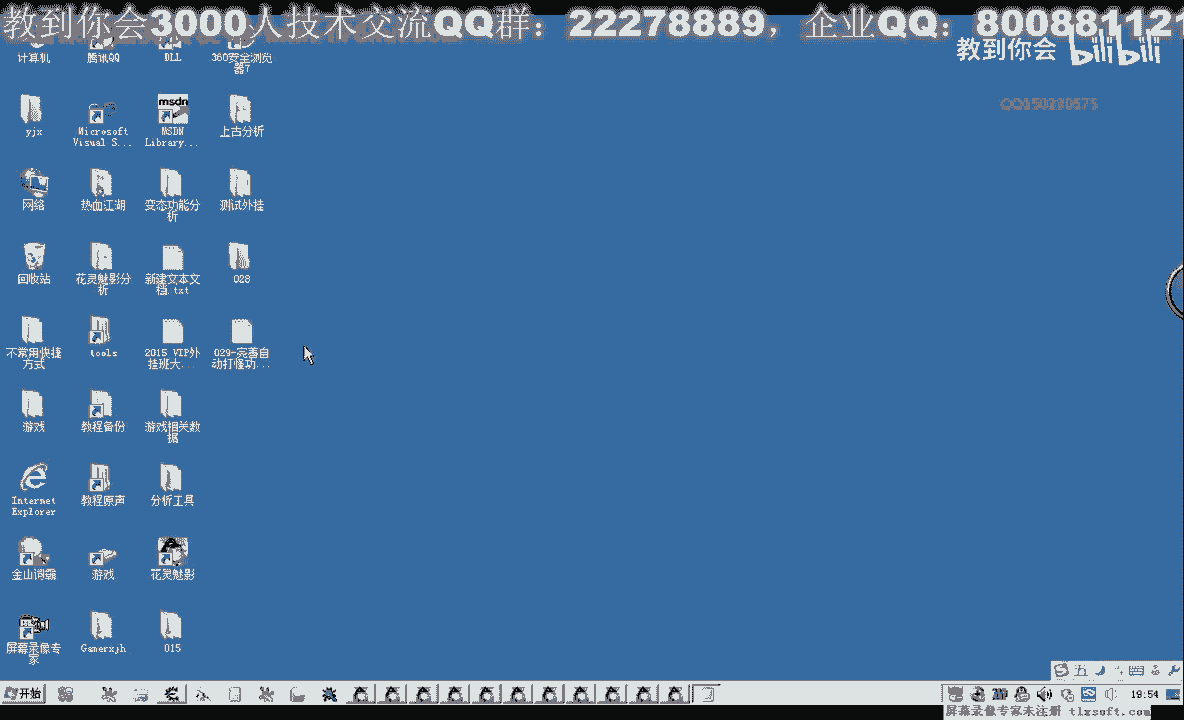 教到你会3000人技术交流QQ群：22278889，企业QQ：800881121
教到你会 bilibili
计算机
腾讯QQ
DLL
360安全浏览
器7
yjx
Microsoft
Visual S...
msdn
MSDN
Library...
上古分析
网络
热血江湖
变态功能分
析
测试外挂
回收站
花灵魅影分
析
新建文本文
档.txt
028
不常用快捷
方式
tools
2015 VIP外
挂班大...
029-完善自
动打怪功...
游戏
教程备份
游戏相关数
据
Internet
Explorer
教程原声
分析工具
金山词霸
游戏
花灵魅影
屏幕录像专
家
Gamerxjh
015
五
开始
19:54
屏幕录像专家未注册 tlxsoft.com